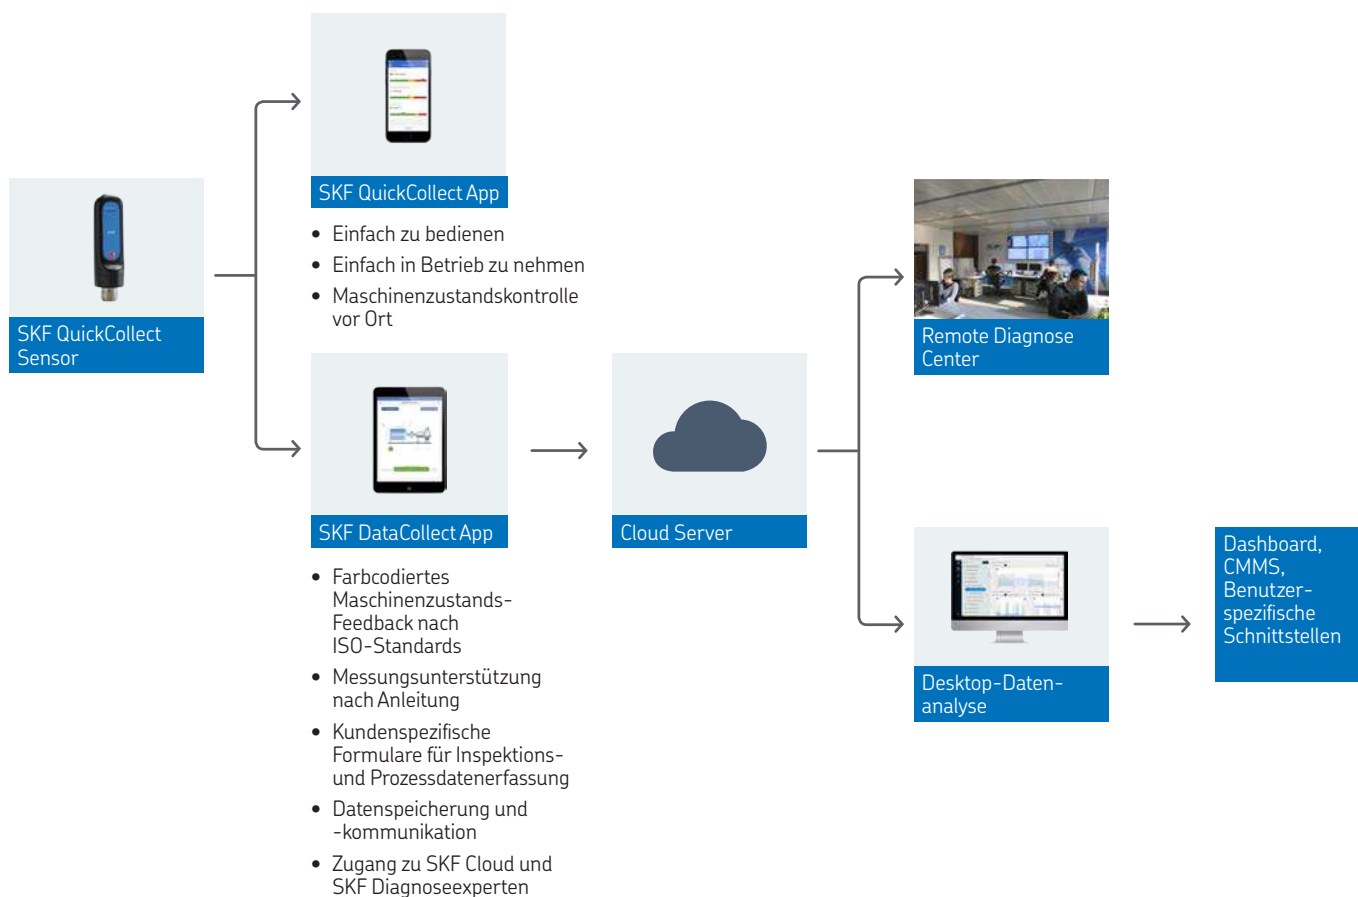 SKF QuickCollect
Sensor
SKF QuickCollect App
• Einfach zu bedienen
• Einfach in Betrieb zu nehmen
• Maschinenzustandskontrolle
vor Ort
SKF DataCollect App
• Farbcodiertes
Maschinenzustands-
Feedback nach
ISO-Standards
• Messungsunterstützung
nach Anleitung
• Kundenspezifische
Formulare für Inspektions-
und Prozessdatenerfassung
• Datenspeicherung und
-kommunikation
• Zugang zu SKF Cloud und
SKF Diagnoseexperten
Cloud Server
Remote Diagnose
Center
Desktop-Daten-
analyse
Dashboard,
CMMS,
Benutzer-
spezifische
Schnittstellen